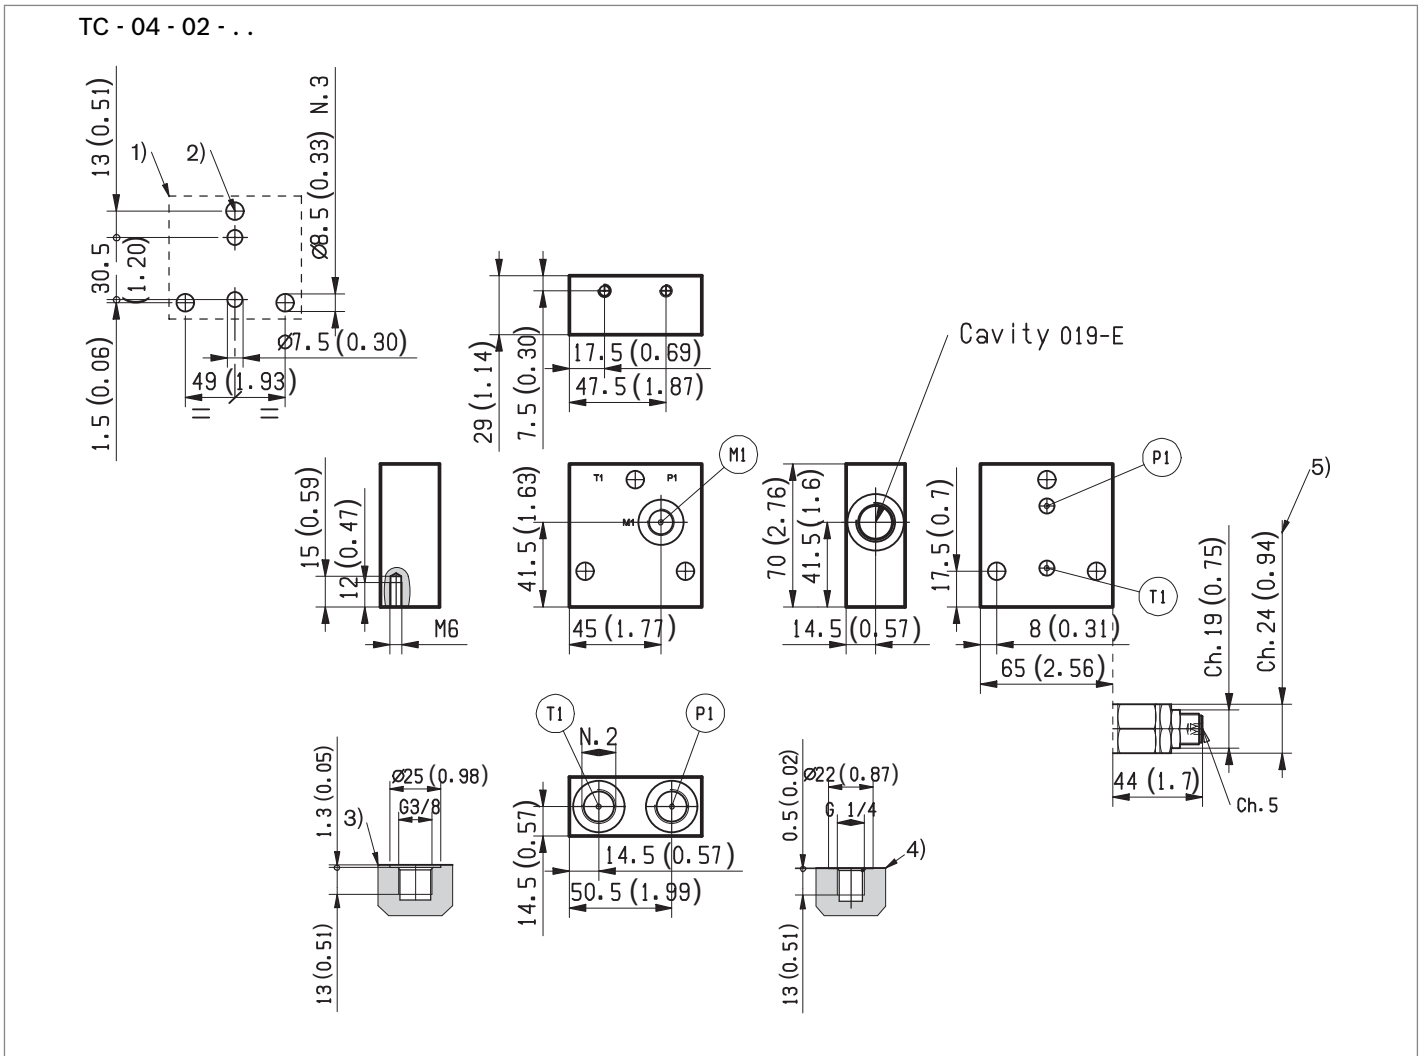 TC - 04 - 02 - . .
13 (0.51)
1)
2)
Ø8.5 (0.33) N.3
30.5
(1.20)
1.5 (0.06)
Ø7.5 (0.30)
49 (1.93)
=
=
29 (1.14)
7.5 (0.30)
17.5 (0.69)
47.5 (1.87)
Cavity 019-E
15 (0.59)
12 (0.47)
M6
41.5 (1.63)
T1
P1
M1
M1
45 (1.77)
70 (2.76)
41.5 (1.6)
14.5 (0.57)
17.5 (0.7)
P1
T1
8 (0.31)
65 (2.56)
5)
Ch.19 (0.75)
Ch.24 (0.94)
44 (1.7)
Ch.5
1.3 (0.05)
Ø25 (0.98)
G3/8
3)
13 (0.51)
T1
P1
N.2
14.5 (0.57)
14.5 (0.57)
50.5 (1.99)
0.5 (0.02)
Ø22 (0.87)
G 1/4
4)
13 (0.51)